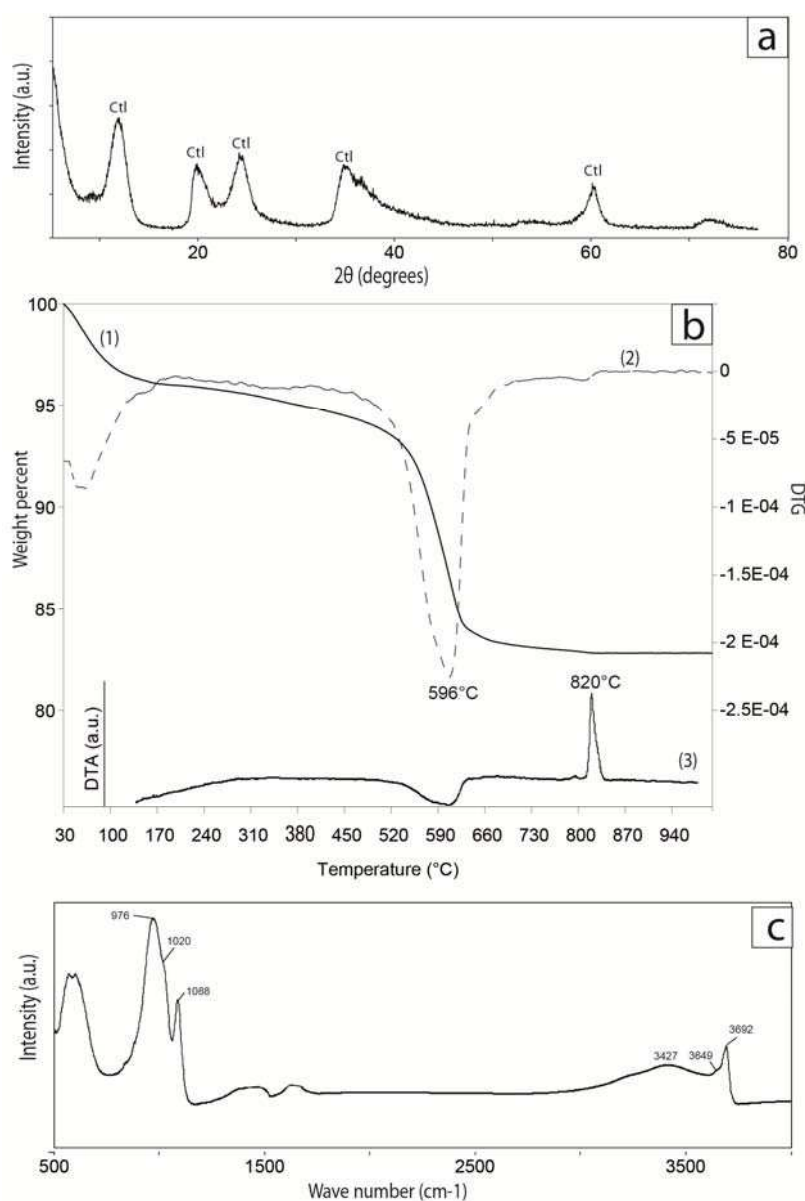 a
Intensity (a.u.)
Ctl
Ctl
Ctl
Ctl
Ctl
20
40
60
80
2θ (degrees)
b
100
95
90
85
80
Weight percent
(1)
(2)
0
-5 E-05
-1 E-04
-1.5E-04
-2 E-04
-2.5E-04
DTG
596°C
820°C
DTA (a.u.)
(3)
30 100 170 240 310 380 450 520 590 660 730 800 870 940
Temperature (°C)
c
Intensity (a.u.)
976
1020
1088
3427
3649
3692
500 1500 2500 3500
Wave number (cm-1)